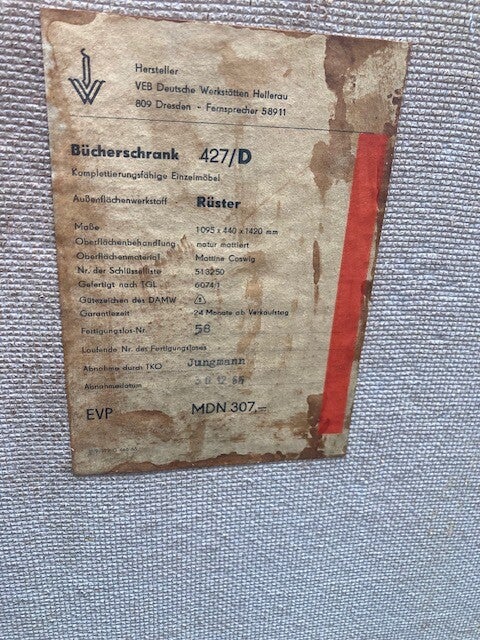 Hersteller
VEB Deutsche Werkstätten Hellerau
809 Dresden - Fernsprecher 58911
Bücherschrank 427/D
Komplettierungsfähige Einzelmöbel
Außenflächenwerkstoff - Rüster
Maße 1095 x 440 x 1420 mm
Oberflächenbehandlung natur mattiert
Oberflächenmaterial Mattine Coswig
Nr. der Schlüsselliste 513250
Gefertigt nach TGL 6074/1
Gütezeichen des DAMW
Garantiezeit 24 Monate ab Verkaufstag
Fertigungslos-Nr. 58
Laufende Nr. des Fertigungsloses
Abnahme durch TKO Jungmann
Abnahmedatum 12.
EVP MDN 307,—